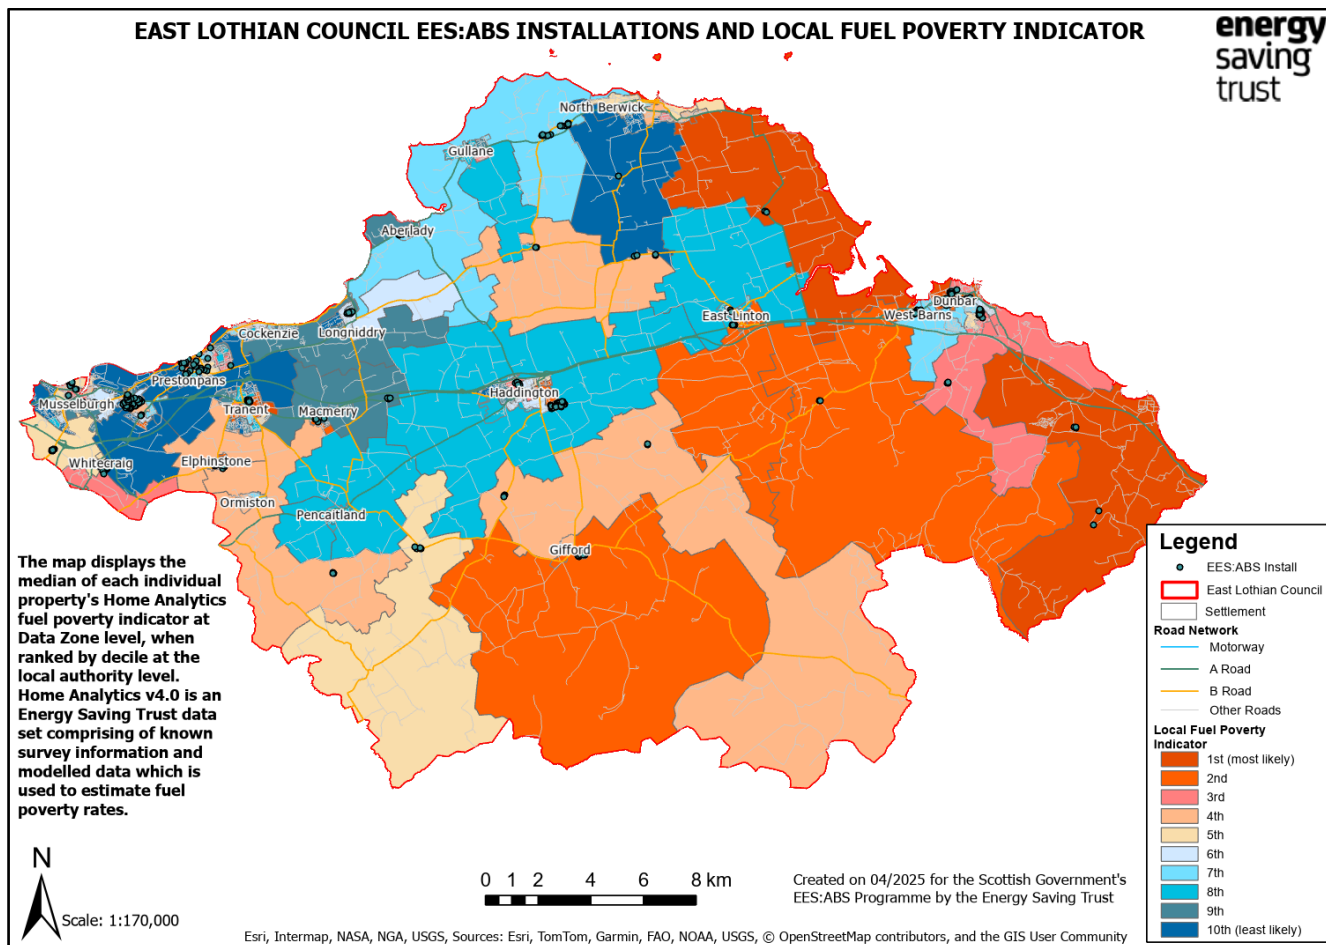 EAST LOTHIAN COUNCIL EES:ABS INSTALLATIONS AND LOCAL FUEL POVERTY INDICATOR
energy
saving
trust
North Berwick
Gullane
Aberlady
Dunbar
West Barns
East Linton
Longniddry
Cockenzie
Prestonpans
Haddington
Musselburgh
Tranent
Macmerry
Whitecraig
Elphinstone
Ormiston
Pencaitland
Gifford
The map displays the
median of each individual
property's Home Analytics
fuel poverty indicator at
Data Zone level, when
ranked by decile at the
local authority level.
Home Analytics v4.0 is an
Energy Saving Trust data
set comprising of known
survey information and
modelled data which is
used to estimate fuel
poverty rates.
Legend
EES:ABS Install
East Lothian Council
Settlement
Road Network
Motorway
A Road
B Road
Other Roads
Local Fuel Poverty
Indicator
1st (most likely)
2nd
3rd
4th
5th
6th
7th
8th
9th
10th (least likely)
N
Scale: 1:170,000
0 1 2 4 6 8 km
Created on 04/2025 for the Scottish Government's
EES:ABS Programme by the Energy Saving Trust
Esri, Intermap, NASA, NGA, USGS, Sources: Esri, TomTom, Garmin, FAO, NOAA, USGS, © OpenStreetMap contributors, and the GIS User Community